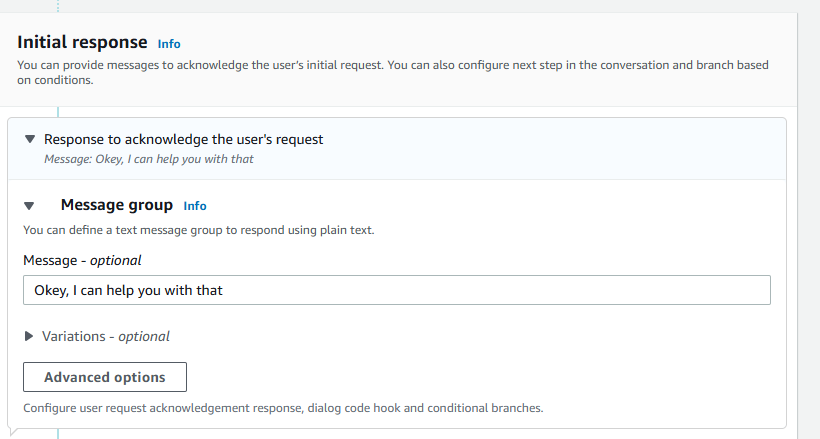 Initial response Info
You can provide messages to acknowledge the user's initial request. You can also configure next step in the conversation and branch based
on conditions.
Response to acknowledge the user's request
Message: Okey, I can help you with that
Message group Info
You can define a text message group to respond using plain text.
Message - optional
Okey, I can help you with that
Variations - optional
Advanced options
Configure user request acknowledgement response, dialog code hook and conditional branches.